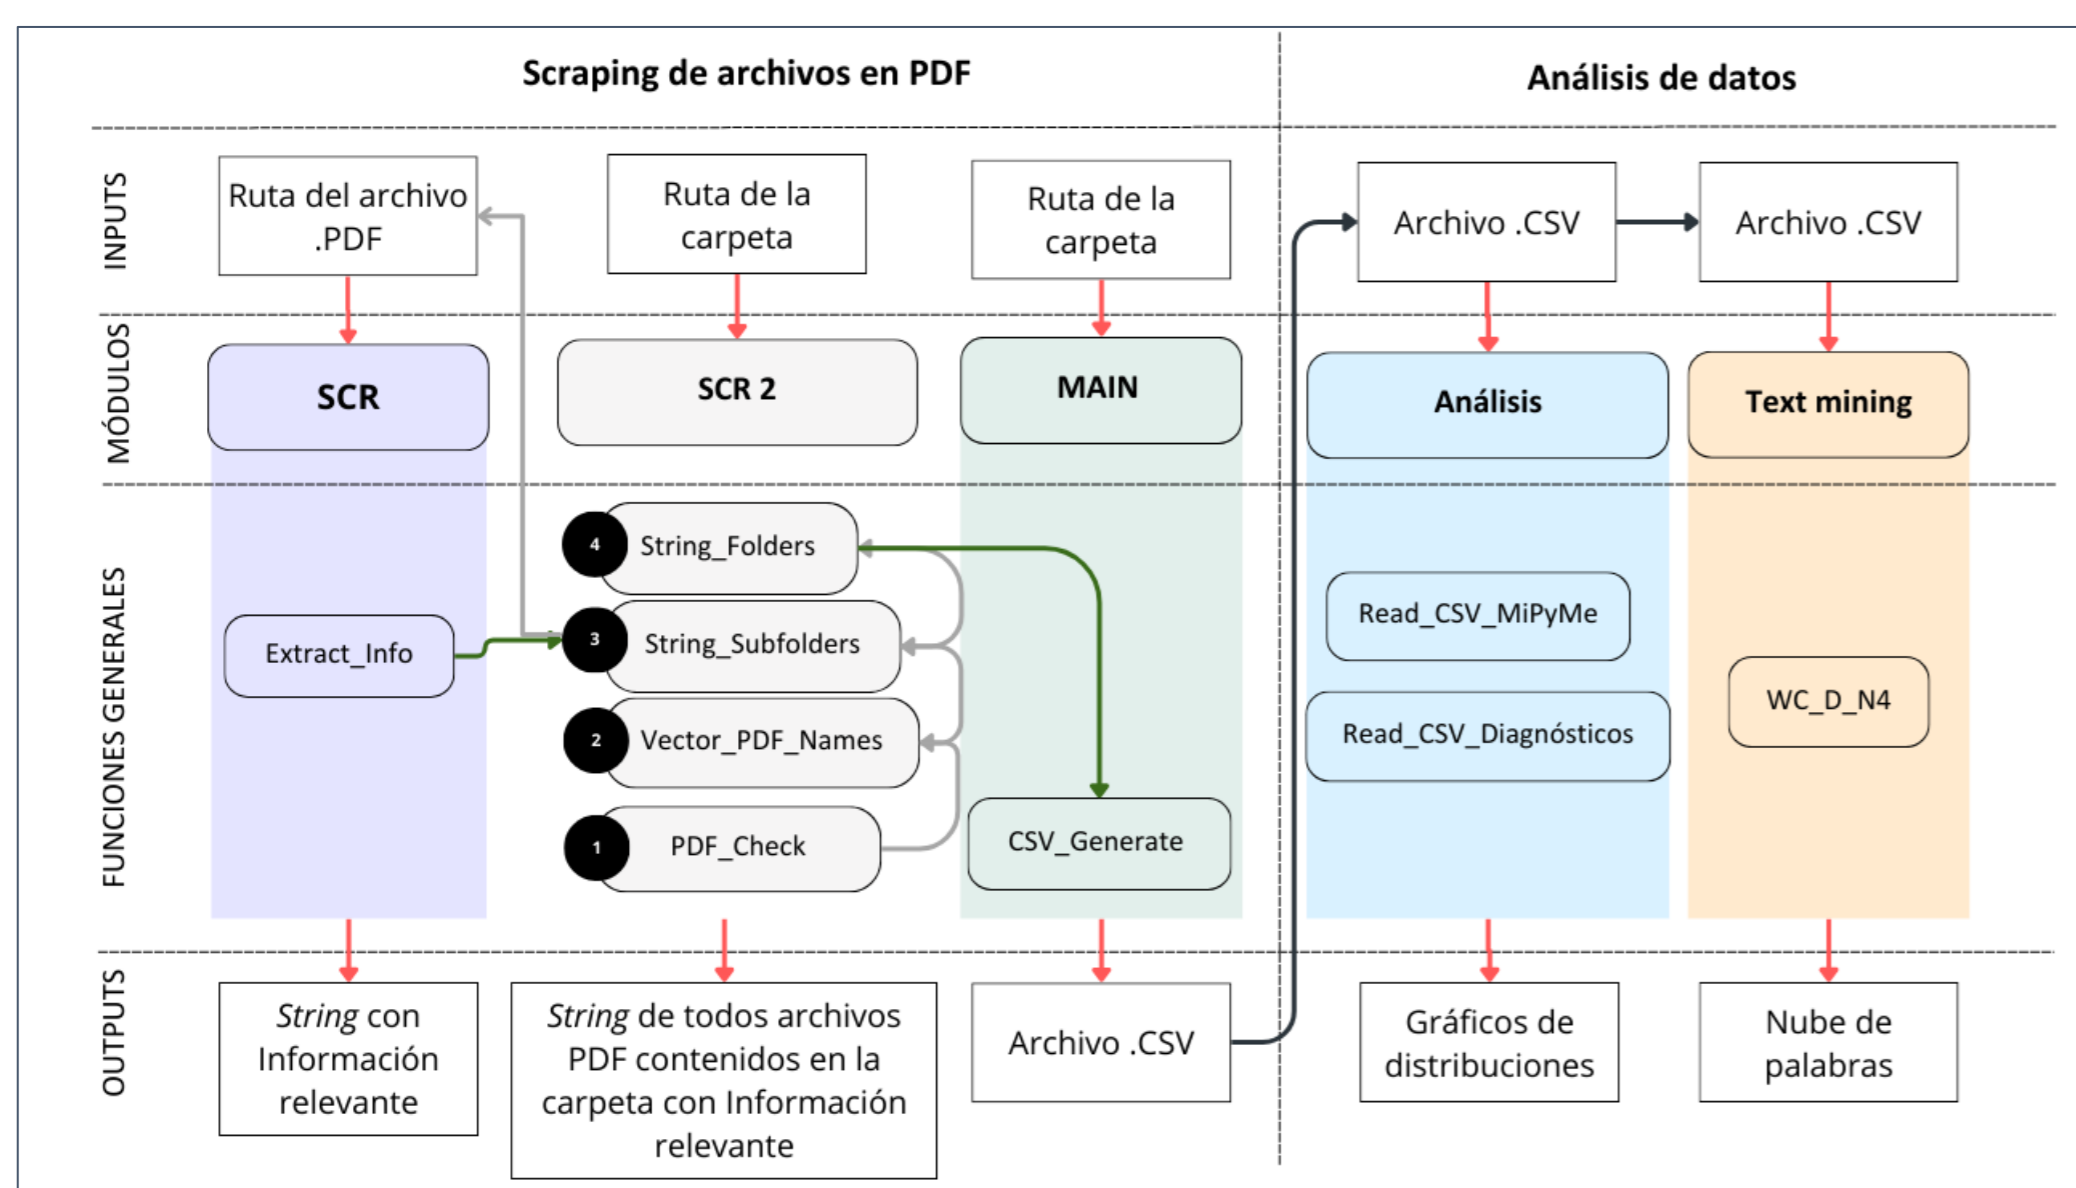 Scraping de archivos en PDF
Análisis de datos
INPUTS
Ruta del archivo
.PDF
Ruta de la
carpeta
Ruta de la
carpeta
Archivo .CSV
Archivo .CSV
MÓDULOS
SCR
SCR 2
MAIN
Análisis
Text mining
FUNCIONES GENERALES
Extract_Info
4
String_Folders
3
String_Subfolders
2
Vector_PDF_Names
1
PDF_Check
CSV_Generate
Read_CSV_MiPyMe
Read_CSV_Diagnósticos
WC_D_N4
OUTPUTS
String con
Información
relevante
String de todos archivos
PDF contenidos en la
carpeta con Información
relevante
Archivo .CSV
Gráficos de
distribuciones
Nube de
palabras